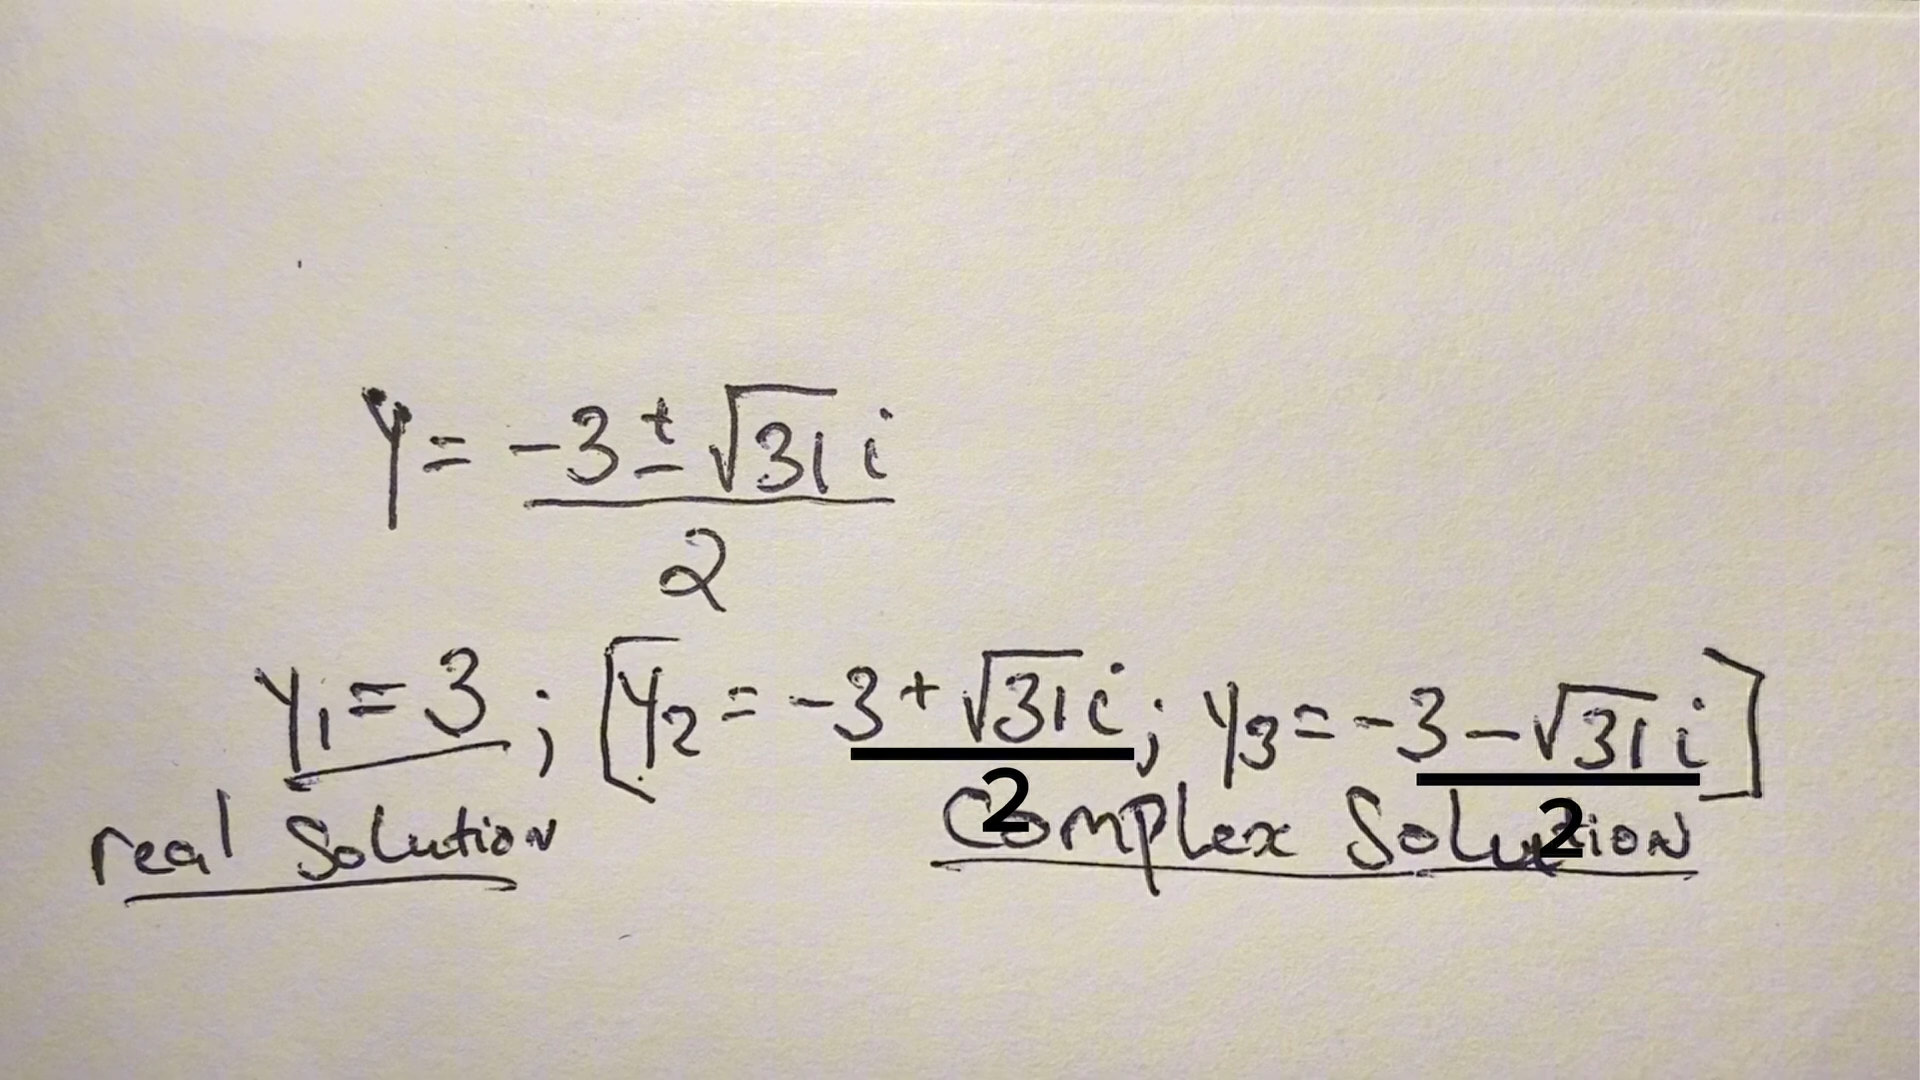 y = -3 ± √31 i
2
y₁ = 3 ; [y₂ = -3 + √31 i ; y₃ = -3 - √31 i]
2 2
real Solution Complex Solution